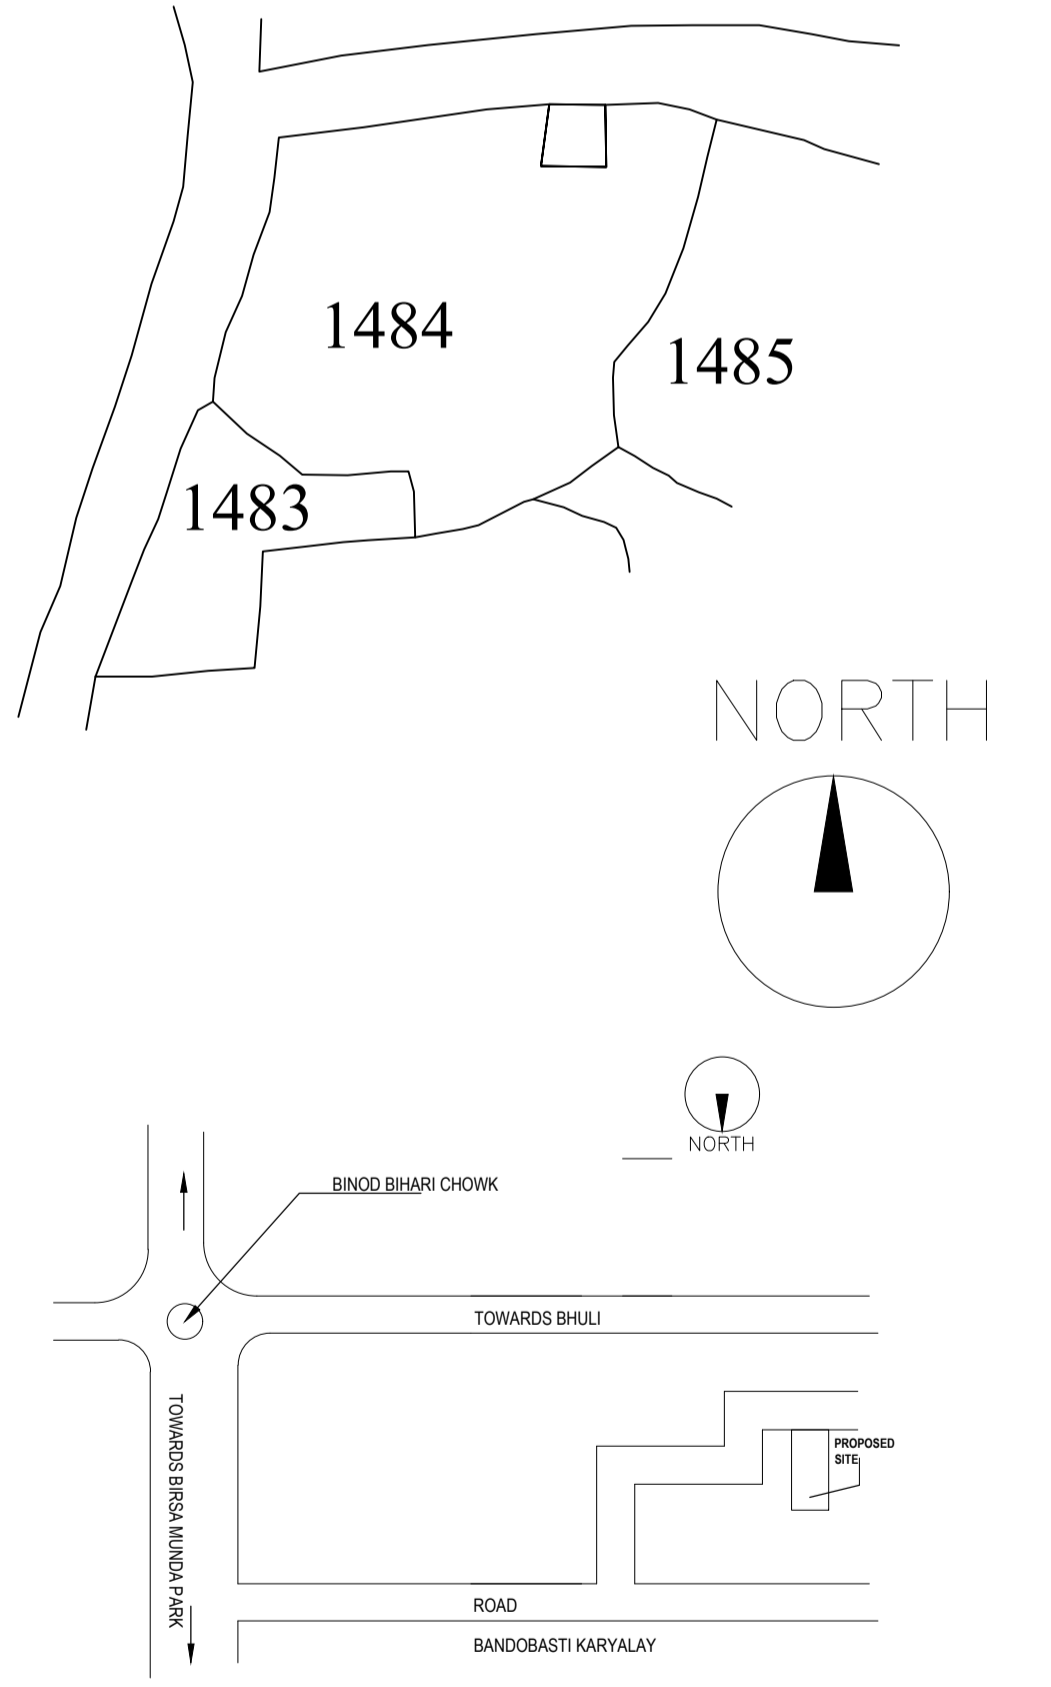 1484
1485
1483
NORTH
NORTH
BINOD BIHARI CHOWK
TOWARDS BHULI
TOWARDS BIRSA MUNDA PARK
PROPOSED
SITE
ROAD
BANDOBASTI KARYALAY